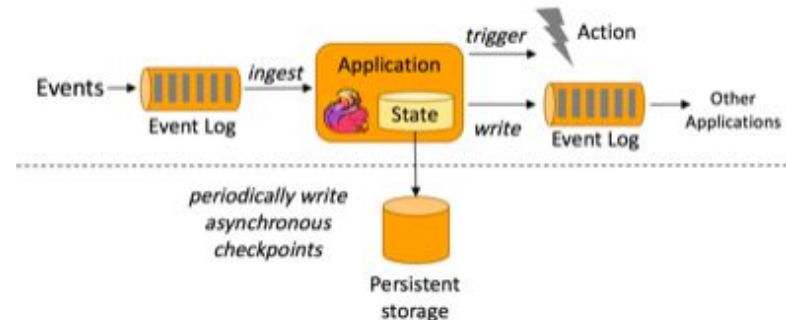 trigger
Action
Application
ingest
Events
State
Event Log
write
Event Log
Other
Applications
periodically write
asynchronous
checkpoints
Persistent
storage